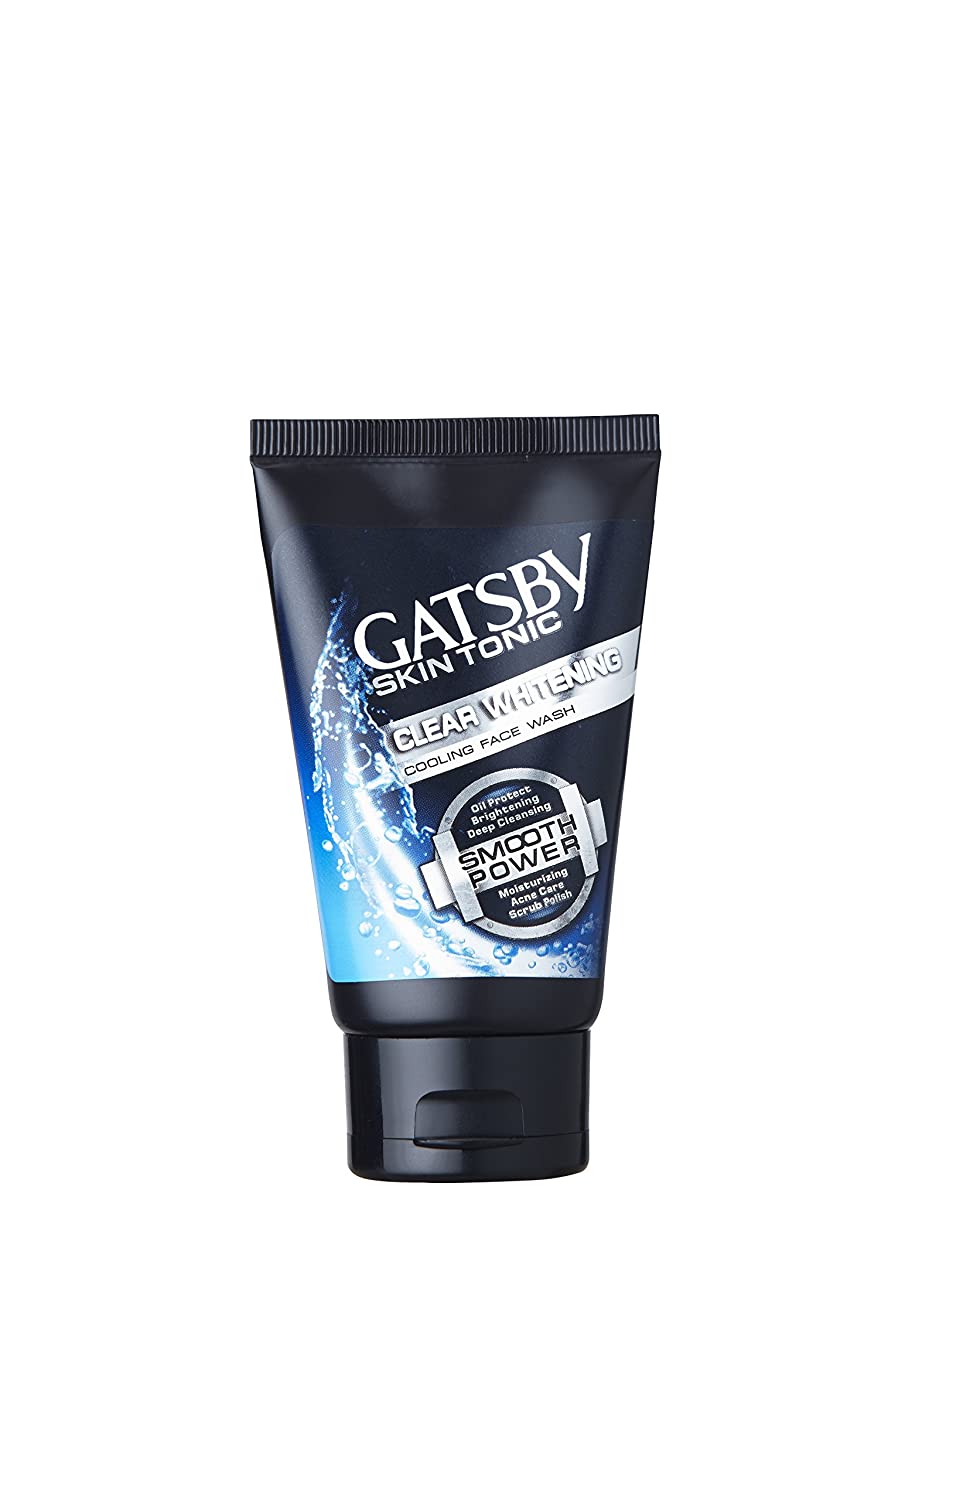 GATSBY
SKIN TONIC
CLEAR WHITENING
COOLING FACE WASH
Oil Protect
Brightening
Deep Cleansing
SMOOTH
POWER
Moisturizing
Acne Care
Scrub Polish